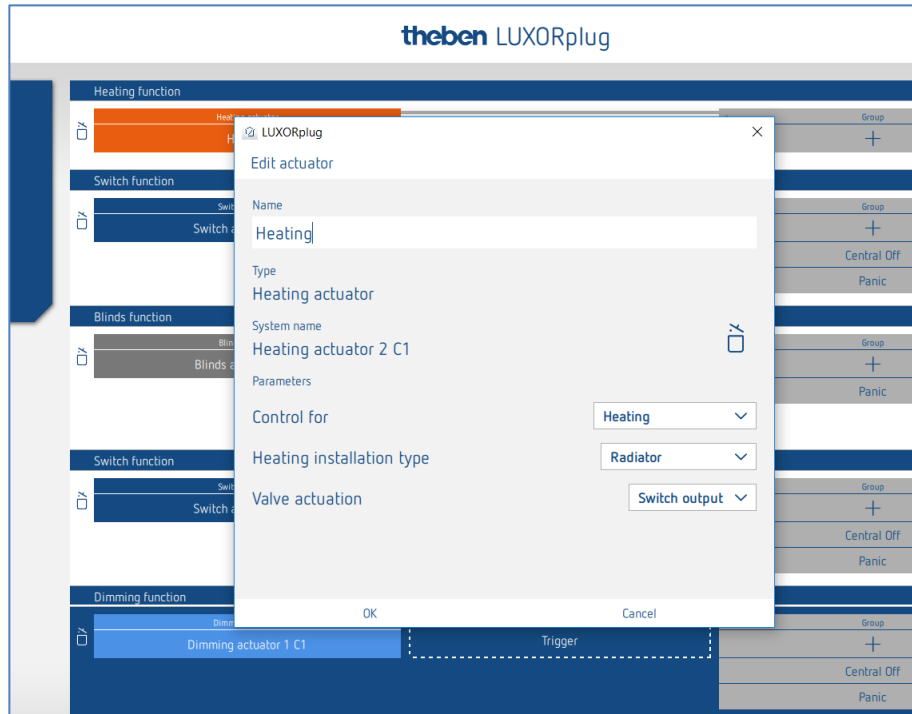 theben LUXORplug
Heating function
Group
LUXORplug
Edit actuator
Name
Heating
Type
Heating actuator
System name
Heating actuator 2 C1
Parameters
Control for
Heating
Heating installation type
Radiator
Valve actuation
Switch output
OK
Cancel
Switch function
Switch
Group
Central Off
Panic
Blinds function
Blinds
Group
Panic
Switch function
Switch
Group
Central Off
Panic
Dimming function
Dimming actuator 1 C1
Trigger
Group
Central Off
Panic